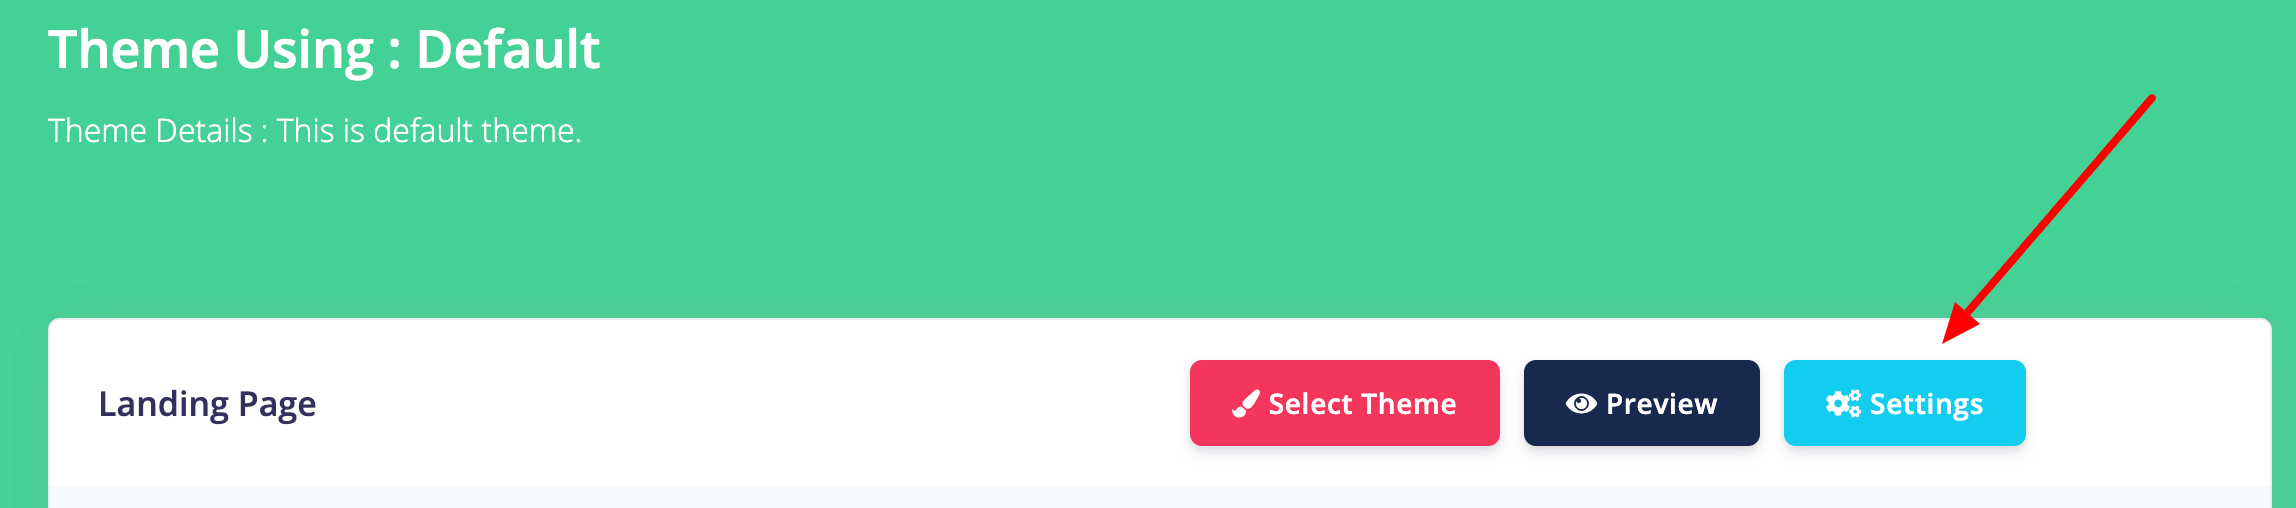 Theme Using : Default
Theme Details : This is default theme.
Landing Page
Select Theme
Preview
Settings